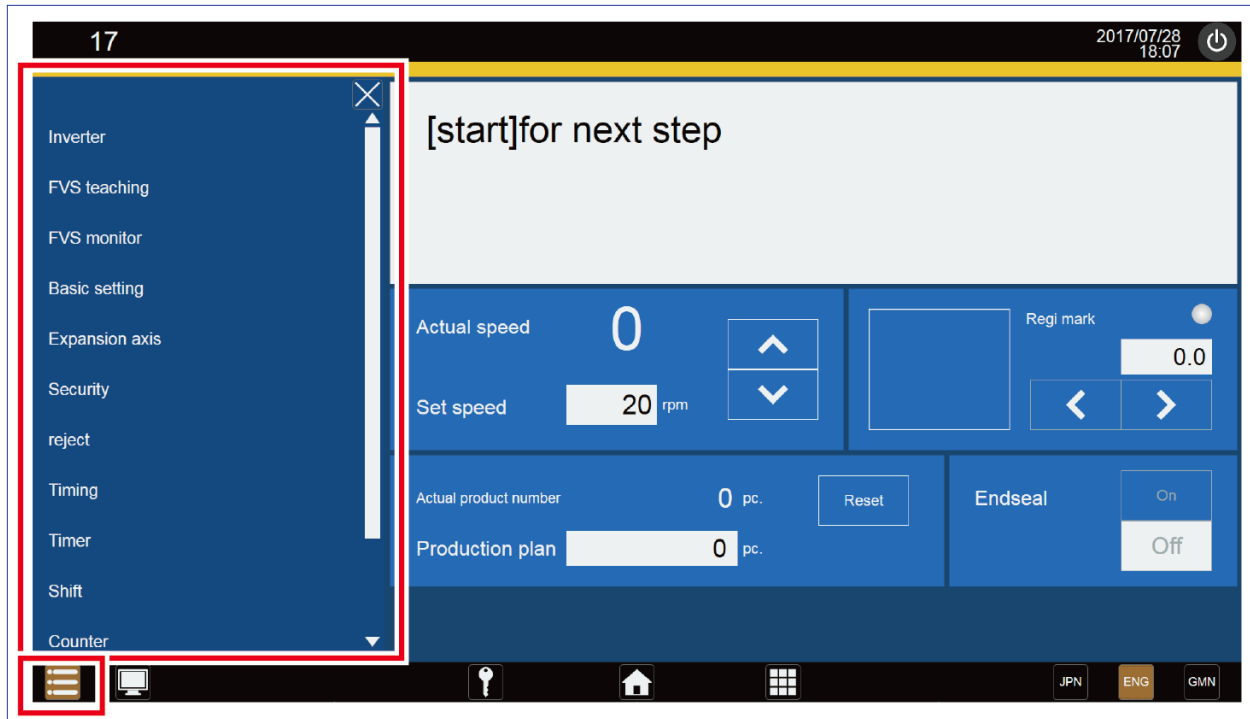 17
2017/07/28
18:07
Inverter
FVS teaching
FVS monitor
Basic setting
Expansion axis
Security
reject
Timing
Timer
Shift
Counter
[start]for next step
Actual speed 0
Set speed 20 rpm
Regi mark
0.0
Actual product number 0 pc. Reset
Production plan 0 pc.
Endseal On
Off
JPN ENG GMN